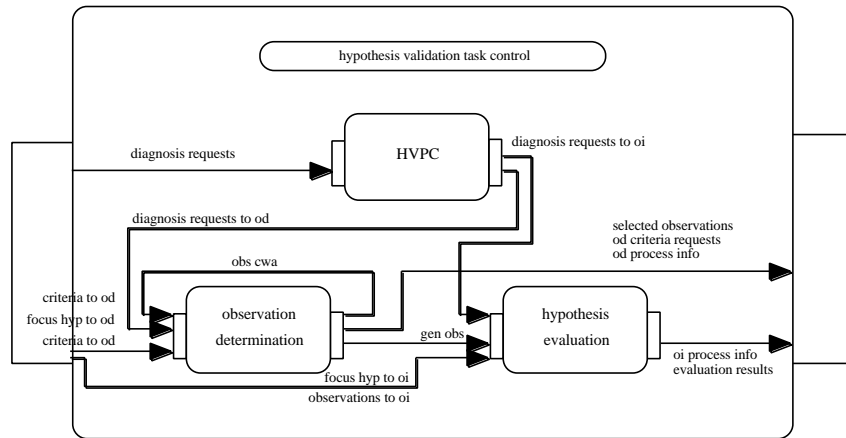 hypothesis validation task control
HVPC
diagnosis requests to oi
diagnosis requests
diagnosis requests to od
selected observations
od criteria requests
od process info
obs cwa
criteria to od
focus hyp to od
criteria to od
observation
determination
gen obs
hypothesis
evaluation
oi process info
evaluation results
focus hyp to oi
observations to oi